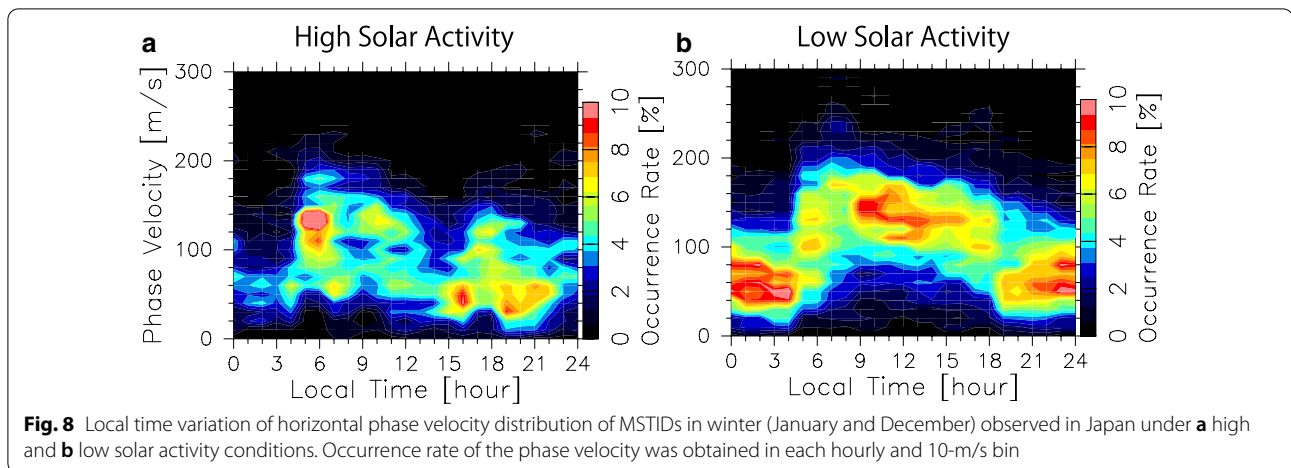 a High Solar Activity
b Low Solar Activity
Phase Velocity [m/s]
300
200
100
0
0 3 6 9 12 15 18 21 24
Local Time [hour]
0 2 4 6 8 10
Occurrence Rate [%]
300
200
100
0
0 3 6 9 12 15 18 21 24
Local Time [hour]
0 2 4 6 8 10
Occurrence Rate [%]
Fig. 8 Local time variation of horizontal phase velocity distribution of MSTIDs in winter (January and December) observed in Japan under a high
and b low solar activity conditions. Occurrence rate of the phase velocity was obtained in each hourly and 10-m/s bin